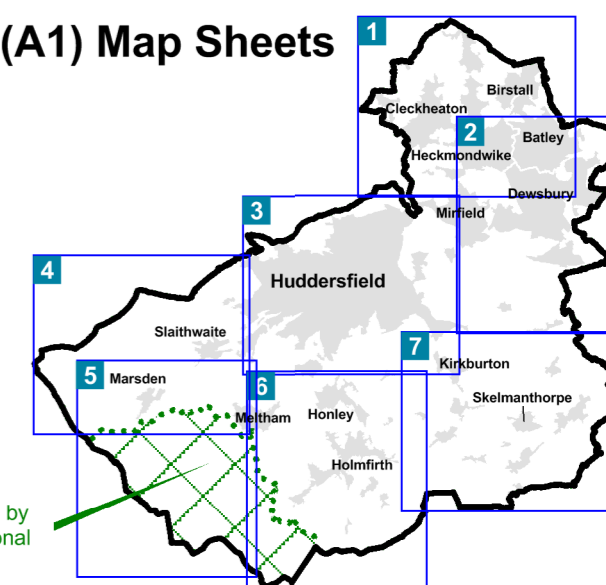 (A1) Map Sheets
1
Birstall
Cleckheaton
2
Batley
Heckmondwike
Dewsbury
3
Mirfield
4
Huddersfield
Slaithwaite
7
5
Marsden
Kirkburton
6
Skelmanthorpe
Meltham
Honley
Holmfirth
by